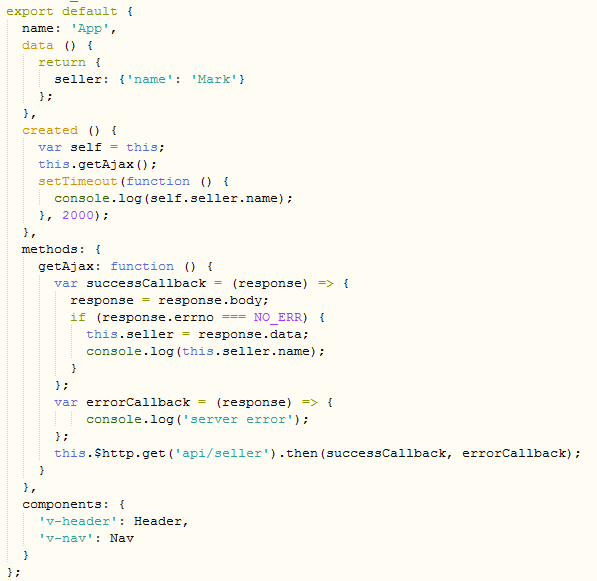 export default {
  name: 'App',
  data () {
    return {
      seller: {'name': 'Mark'}
    };
  },
  created () {
    var self = this;
    this.getAjax();
    setTimeout(function () {
      console.log(self.seller.name);
    }, 2000);
  },
  methods: {
    getAjax: function () {
      var successCallback = (response) => {
        response = response.body;
        if (response.errno === NO_ERR) {
          this.seller = response.data;
          console.log(this.seller.name);
        }
      };
      var errorCallback = (response) => {
          console.log('server error');
      };
      this.$http.get('api/seller').then(successCallback, errorCallback);
    }
  },
  components: {
    'v-header': Header,
    'v-nav': Nav
  }
};